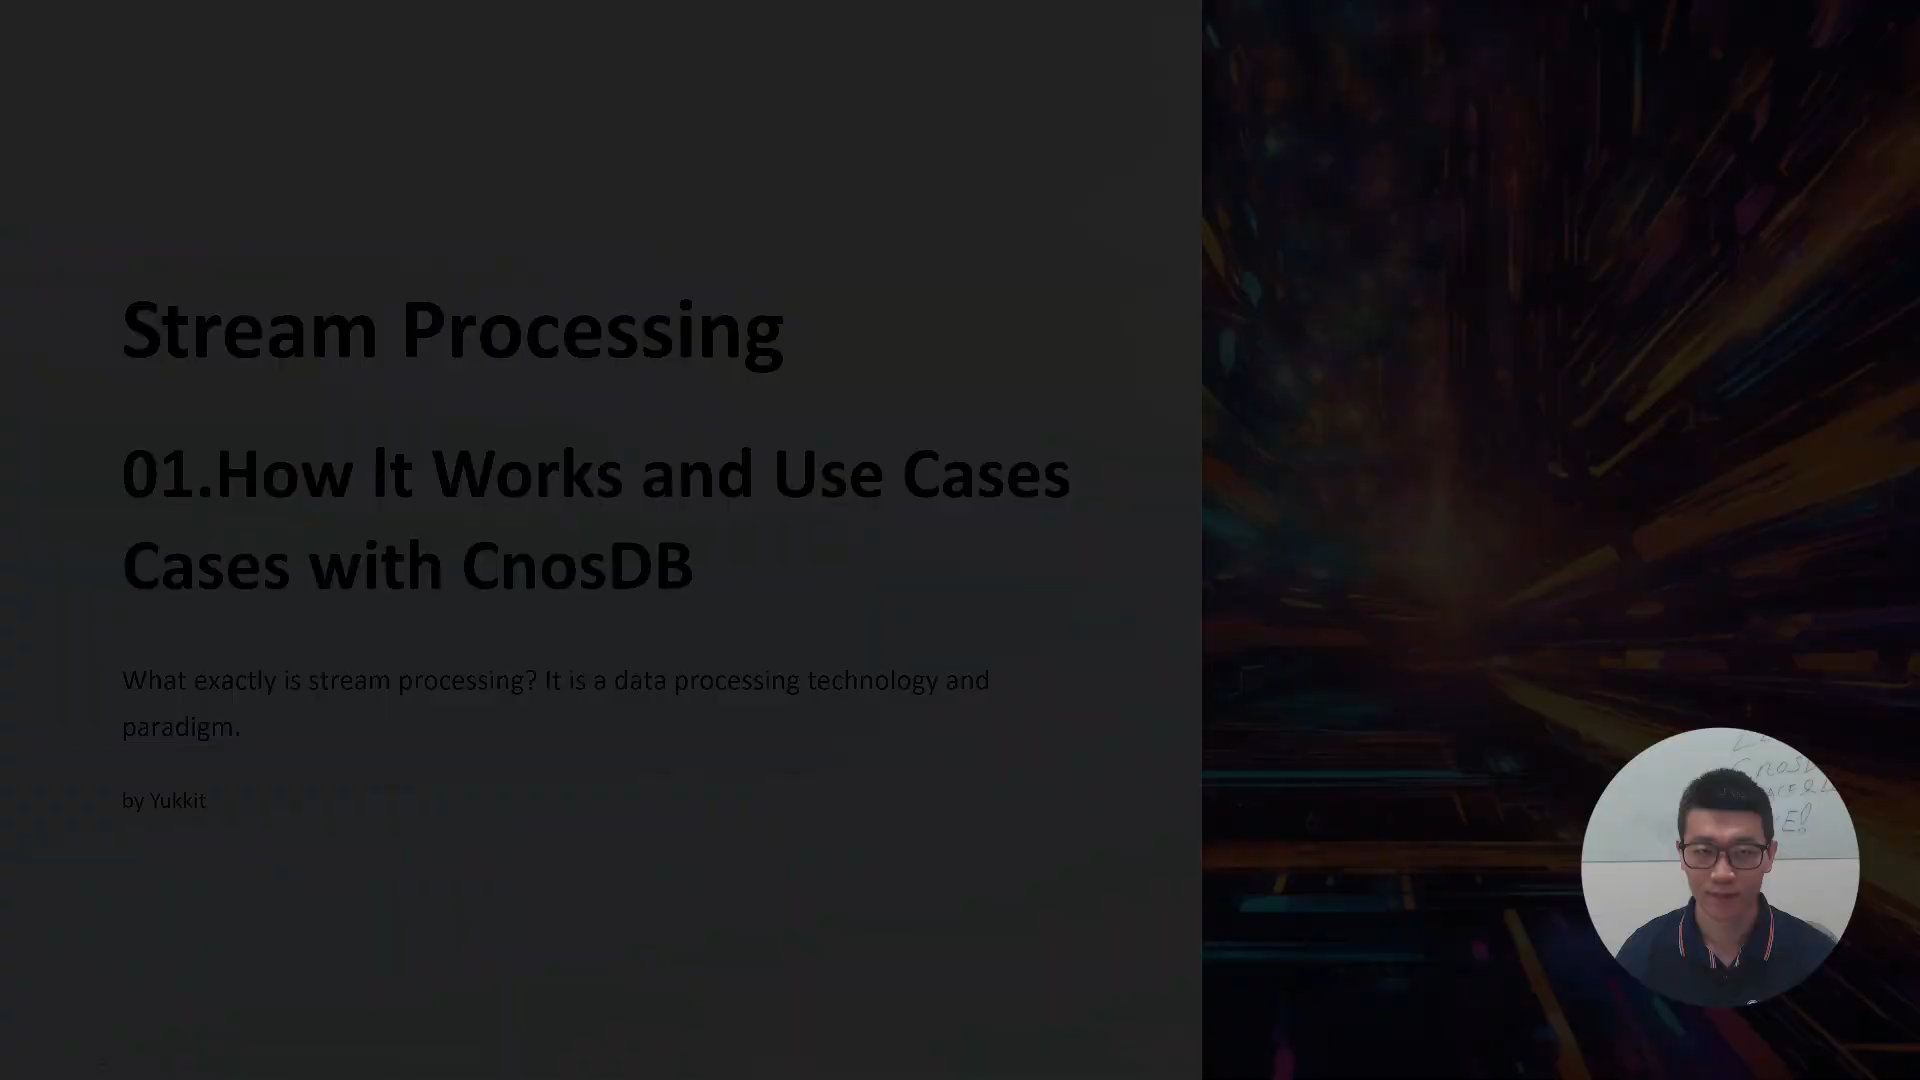 Stream Processing
01.How It Works and Use Cases
Cases with CnosDB
What exactly is stream processing? It is a data processing technology and
paradigm.
by Yukkit